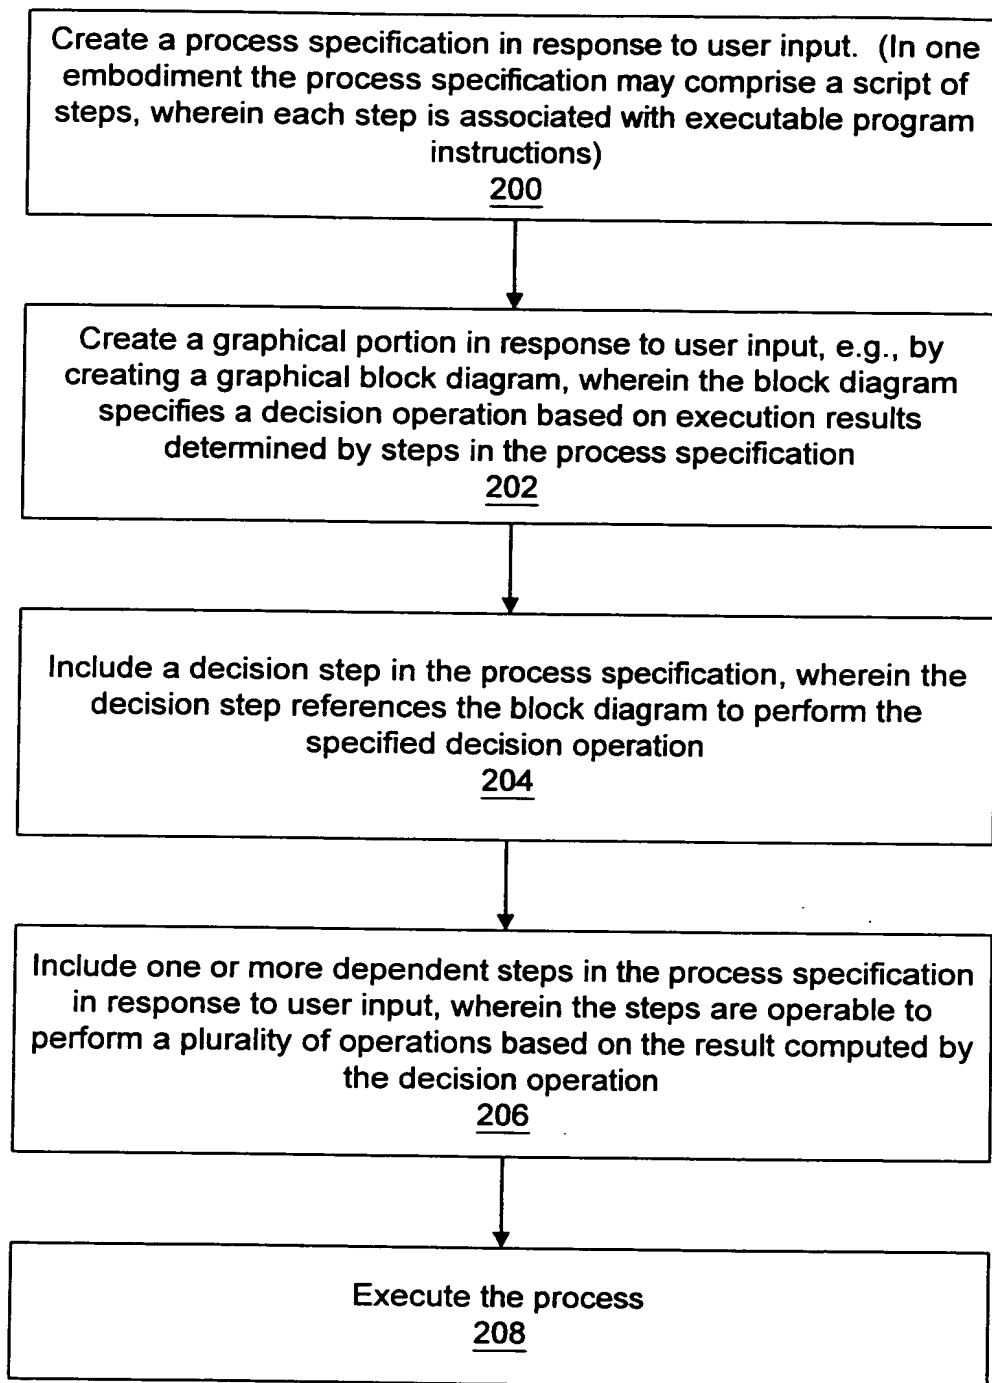 Create a process specification in response to user input. (In one
embodiment the process specification may comprise a script of
steps, wherein each step is associated with executable program
instructions)
200
Create a graphical portion in response to user input, e.g., by
creating a graphical block diagram, wherein the block diagram
specifies a decision operation based on execution results
determined by steps in the process specification
202
Include a decision step in the process specification, wherein the
decision step references the block diagram to perform the
specified decision operation
204
Include one or more dependent steps in the process specification
in response to user input, wherein the steps are operable to
perform a plurality of operations based on the result computed by
the decision operation
206
Execute the process
208